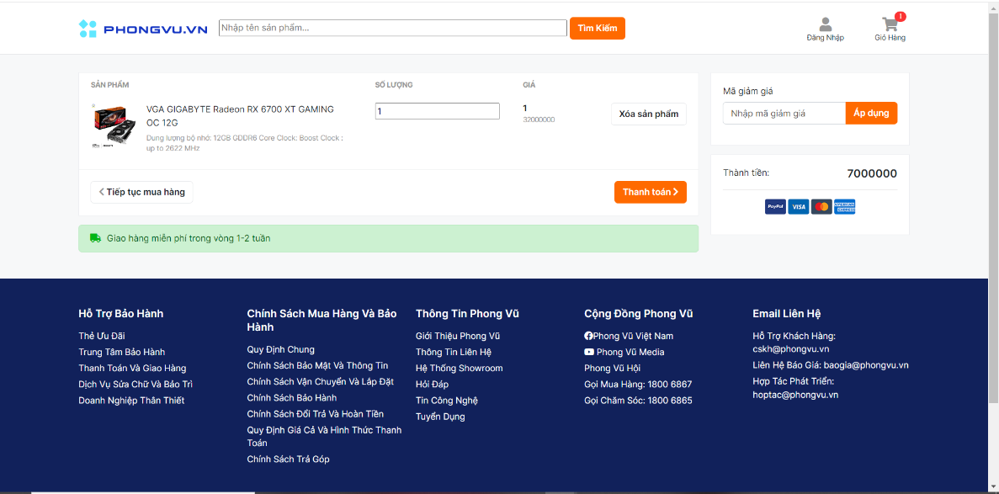 PHONGVU.VN
Nhập tên sản phẩm...
Tìm Kiếm
Đăng Nhập
1
Giỏ Hàng
SẢN PHẨM
SỐ LƯỢNG
GIÁ
VGA GIGABYTE Radeon RX 6700 XT GAMING
OC 12G
Dung lượng bộ nhớ: 12GB GDDR6 Core Clock: Boost Clock :
up to 2622 MHz
1
1
32000000
Xóa sản phẩm
Tiếp tục mua hàng
Thanh toán
Giao hàng miễn phí trong vòng 1-2 tuần
Mã giảm giá
Nhập mã giảm giá
Áp dụng
Thành tiền:
7000000
PayPal
VISA
AMERICAN
EXPRESS
Hỗ Trợ Bảo Hành
Thẻ Ưu Đãi
Trung Tâm Bảo Hành
Thanh Toán Và Giao Hàng
Dịch Vụ Sửa Chữ Và Bảo Trì
Doanh Nghiệp Thân Thiết
Chính Sách Mua Hàng Và Bảo
Hành
Quy Định Chung
Chính Sách Bảo Mật Và Thông Tin
Chính Sách Vận Chuyển Và Lắp Đặt
Chính Sách Bảo Hành
Chính Sách Đổi Trả Và Hoàn Tiền
Quy Định Giá Cả Và Hình Thức Thanh
Toán
Chính Sách Trả Góp
Thông Tin Phong Vũ
Giới Thiệu Phong Vũ
Thông Tin Liên Hệ
Hệ Thống Showroom
Hỏi Đáp
Tin Công Nghệ
Tuyển Dụng
Cộng Đồng Phong Vũ
Phong Vũ Việt Nam
Phong Vũ Media
Phong Vũ Hội
Gọi Mua Hàng: 1800 6867
Gọi Chăm Sóc: 1800 6865
Email Liên Hệ
Hỗ Trợ Khách Hàng:
cskh@phongvu.vn
Liên Hệ Báo Giá: baogia@phongvu.vn
Hợp Tác Phát Triển:
hoptac@phongvu.vn